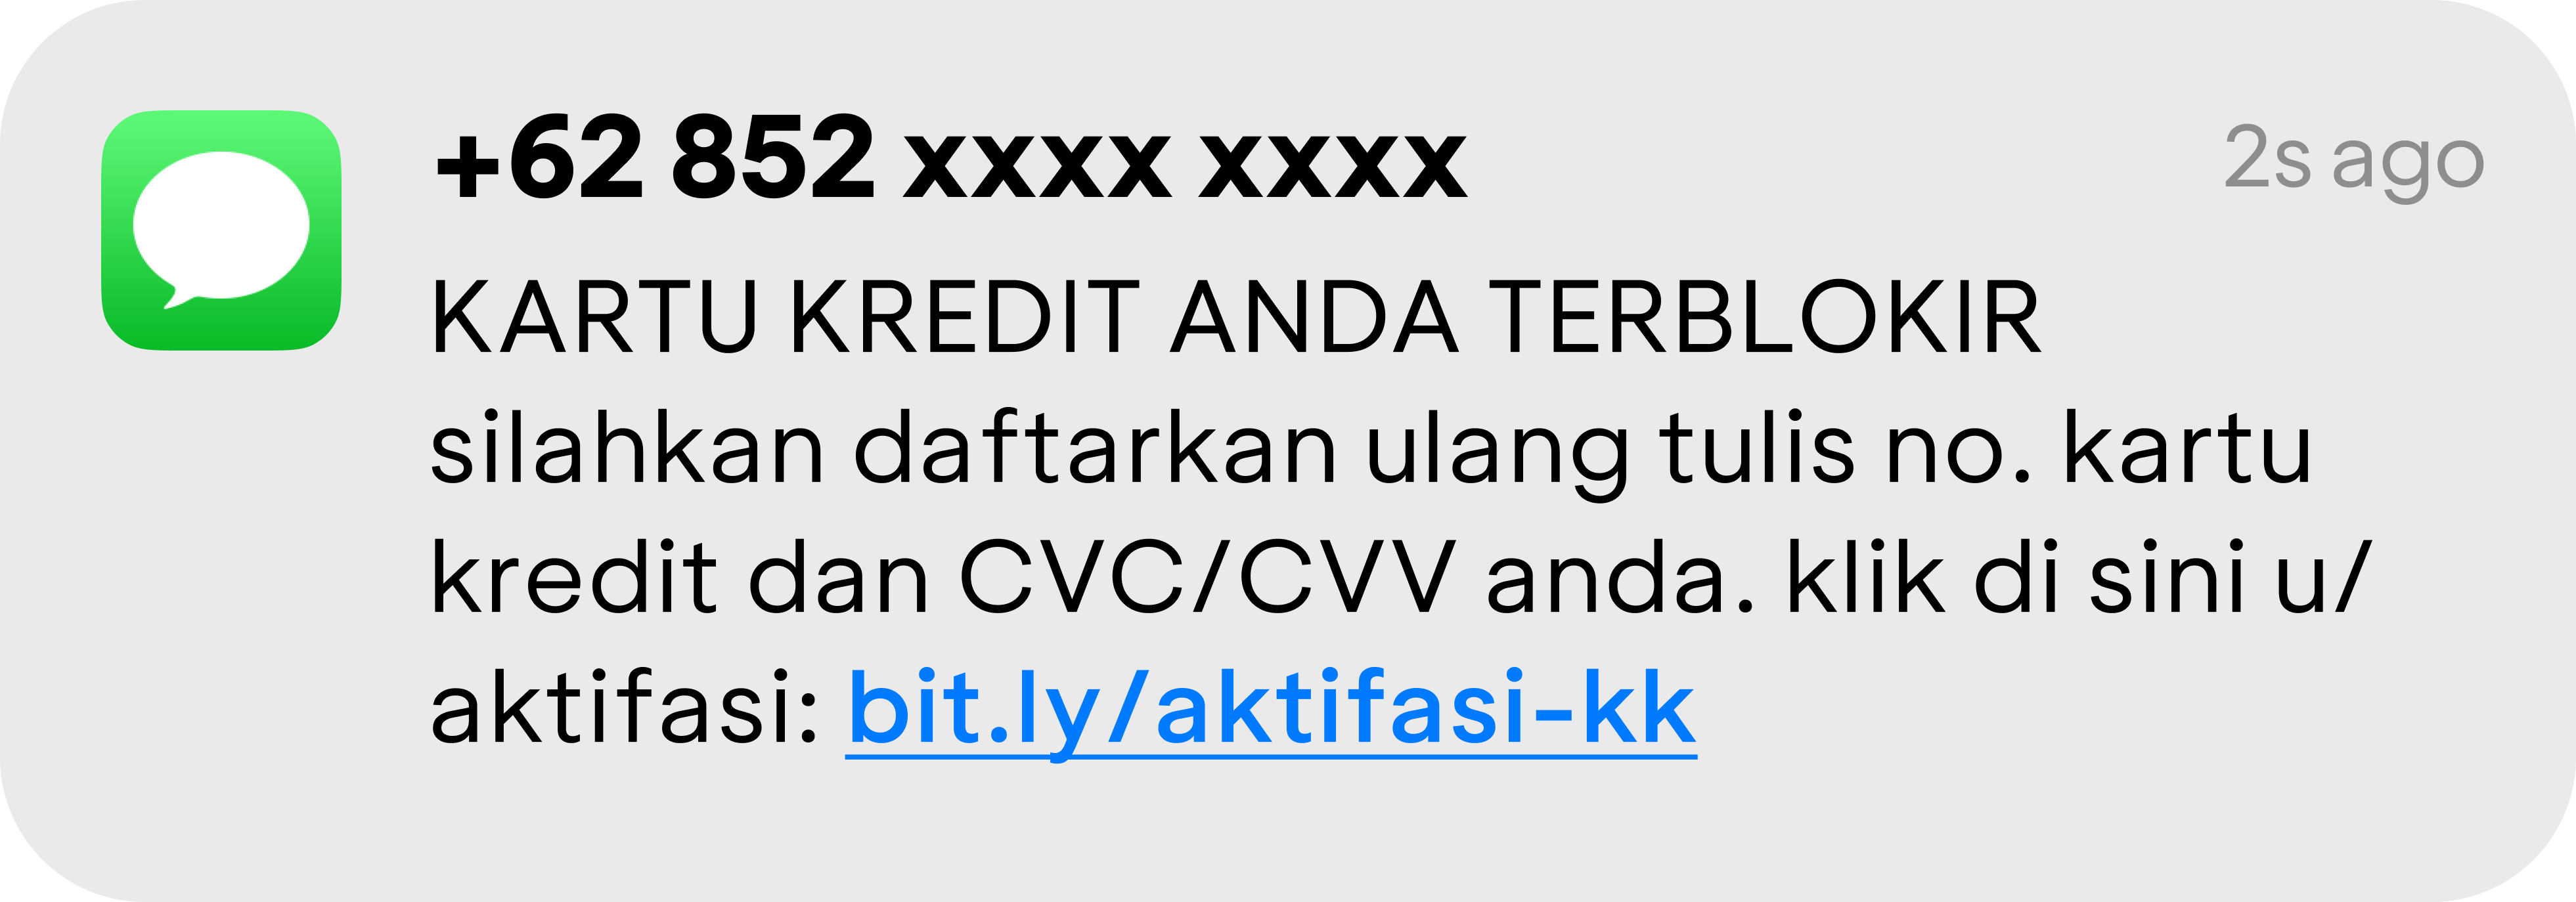 +62 852 xxxx xxxx
2s ago
KARTU KREDIT ANDA TERBLOKIR
silahkan daftarkan ulang tulis no. kartu
kredit dan CVC/CVV anda. klik di sini u/
aktifasi: bit.ly/aktifasi-kk